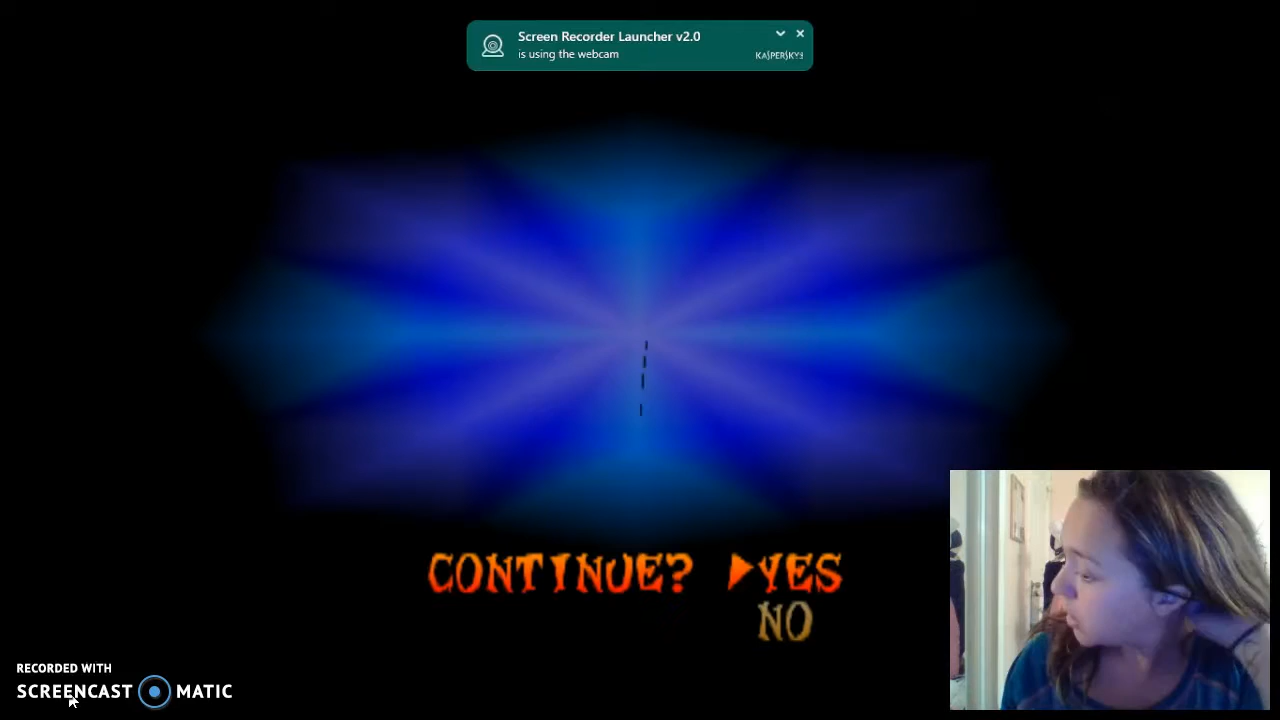 Screen Recorder Launcher v2.0
is using the webcam
KASPERSKY
CONTINUE? YES
NO
RECORDED WITH
SCREENCAST MATIC